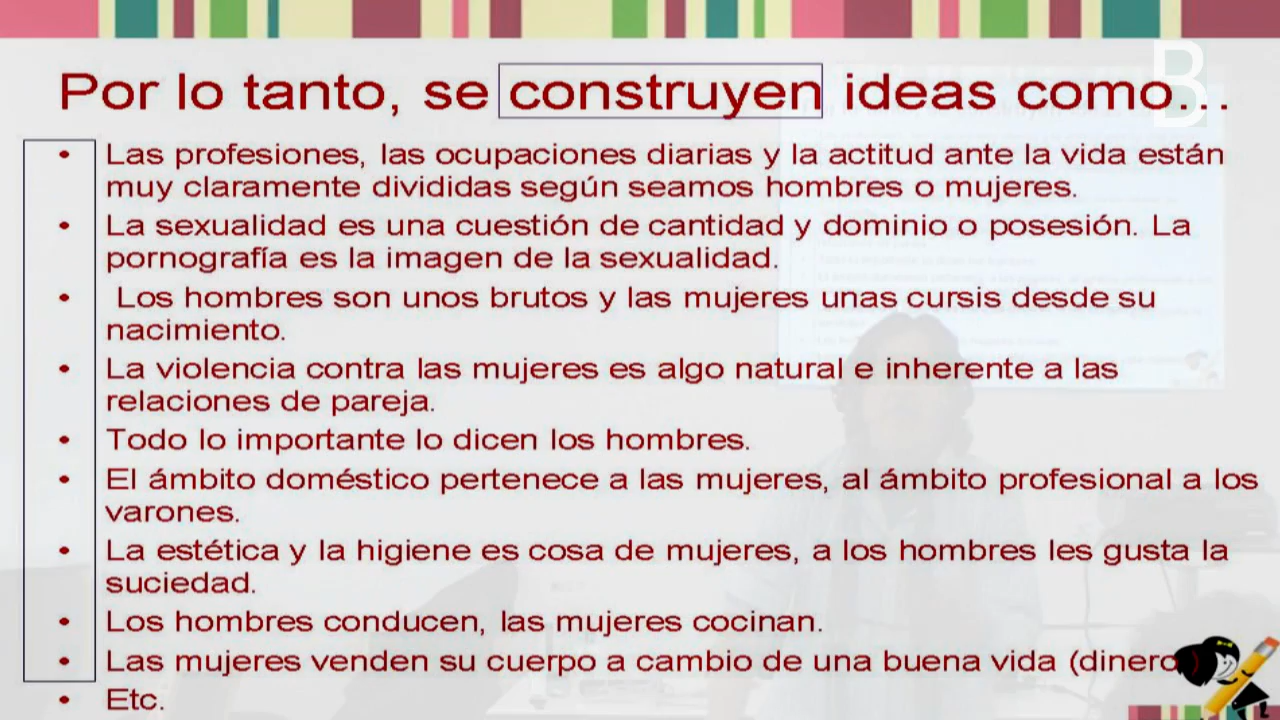 B
Por lo tanto, se construyen ideas como...
• Las profesiones, las ocupaciones diarias y la actitud ante la vida están
muy claramente divididas según seamos hombres o mujeres.
• La sexualidad es una cuestión de cantidad y dominio o posesión. La
pornografía es la imagen de la sexualidad.
• Los hombres son unos brutos y las mujeres unas cursis desde su
nacimiento.
• La violencia contra las mujeres es algo natural e inherente a las
relaciones de pareja.
• Todo lo importante lo dicen los hombres.
• El ámbito doméstico pertenece a las mujeres, al ámbito profesional a los
varones.
• La estética y la higiene es cosa de mujeres, a los hombres les gusta la
suciedad.
• Los hombres conducen, las mujeres cocinan.
• Las mujeres venden su cuerpo a cambio de una buena vida (dinero)
• Etc.